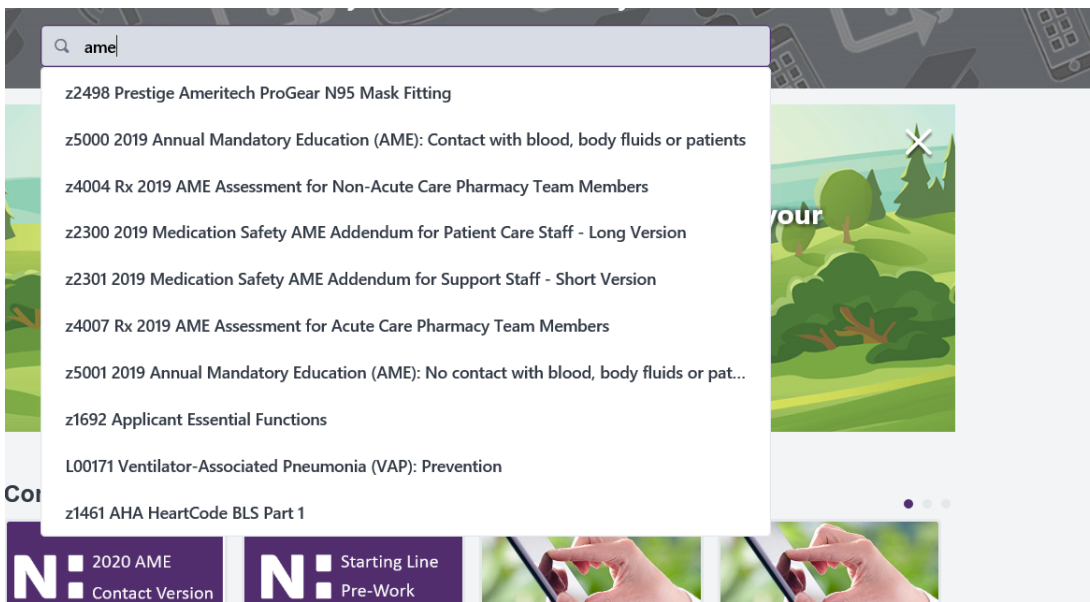 ame
z2498 Prestige Ameritech ProGear N95 Mask Fitting
z5000 2019 Annual Mandatory Education (AME): Contact with blood, body fluids or patients
z4004 Rx 2019 AME Assessment for Non-Acute Care Pharmacy Team Members
z2300 2019 Medication Safety AME Addendum for Patient Care Staff - Long Version
your
z2301 2019 Medication Safety AME Addendum for Support Staff - Short Version
z4007 Rx 2019 AME Assessment for Acute Care Pharmacy Team Members
z5001 2019 Annual Mandatory Education (AME): No contact with blood, body fluids or pat...
z1692 Applicant Essential Functions
L00171 Ventilator-Associated Pneumonia (VAP): Prevention
z1461 AHA HeartCode BLS Part 1
N 2020 AME
Contact Version
N Starting Line
Pre-Work